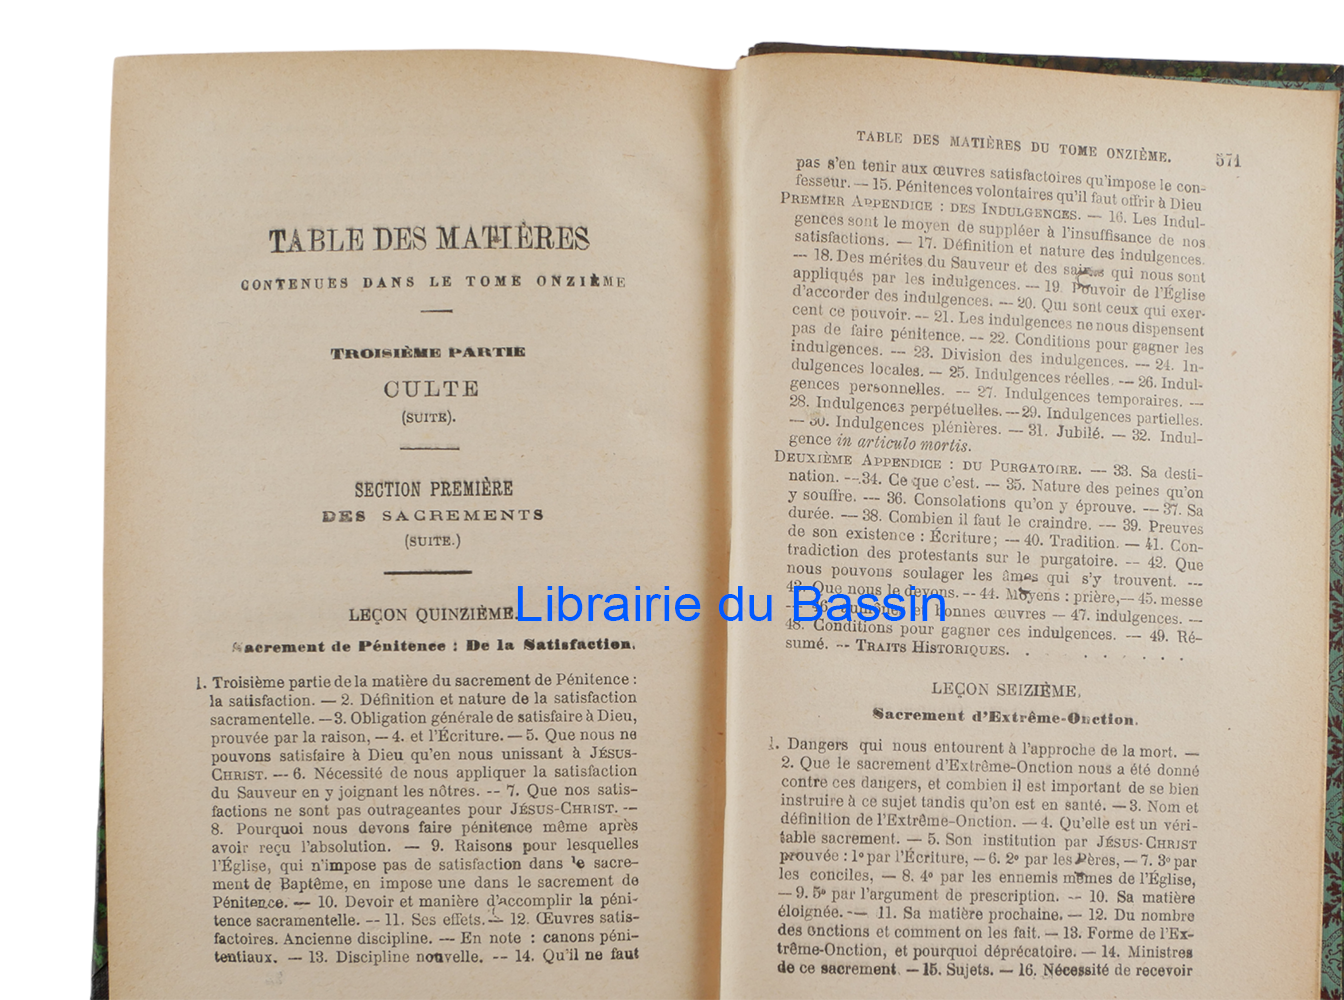 TABLE DES MATIÈRES
CONTENUES DANS LE TOME ONZIÈME
TROISIÈME PARTIE
CULTE
(SUITE).
SECTION PREMIÈRE
DES SACREMENTS
(SUITE.)
LEÇON QUINZIÈME.
Sacrement de Pénitence : De la Satisfaction.
1. Troisième partie de la matière du sacrement de Pénitence :
la satisfaction. — 2. Définition et nature de la satisfaction
sacramentelle. — 3. Obligation générale de satisfaire à Dieu,
prouvée par la raison, — 4. et l'Écriture. — 5. Que nous ne
pouvons satisfaire à Dieu qu'en nous unissant à JÉSUS-
CHRIST. — 6. Nécessité de nous appliquer la satisfaction
du Sauveur en y joignant les nôtres. -- 7. Que nos satis-
factions ne sont pas outrageantes pour JÉSUS-CHRIST. —
8. Pourquoi nous devons faire pénitence même après
avoir reçu l'absolution. — 9. Raisons pour lesquelles
l'Église, qui n'impose pas de satisfaction dans le sacre-
ment de Baptême, en impose une dans le sacrement de
Pénitence. — 10. Devoir et manière d'accomplir la péni-
tence sacramentelle. -- 11. Ses effets. — 12. Œuvres satis-
factoires. Ancienne discipline. — En note : canons péni-
tentiaux. — 13. Discipline nouvelle. -- 14. Qu'il ne faut
TABLE DES MATIÈRES DU TOME ONZIÈME. 571
pas s'en tenir aux œuvres satisfactoires qu'impose le con-
fesseur. — 15. Pénitences volontaires qu'il faut offrir à Dieu
PREMIER APPENDICE : DES INDULGENCES. — 16. Les Indul-
gences sont le moyen de suppléer à l'insuffisance de nos
satisfactions. — 17. Définition et nature des indulgences.
— 18. Des mérites du Sauveur et des saints qui nous sont
appliqués par les indulgences. — 19. Pouvoir de l'Église
d'accorder des indulgences. — 20. Qui sont ceux qui exer-
cent ce pouvoir. -- 21. Les indulgences ne nous dispensent
pas de faire pénitence. -- 22. Conditions pour gagner les
indulgences. — 23. Division des indulgences. — 24. In-
dulgences locales. — 25. Indulgences réelles. — 26. Indul-
gences personnelles. — 27. Indulgences temporaires. —
28. Indulgences perpétuelles. — 29. Indulgences partielles.
— 30. Indulgences plénières. — 31. Jubilé. — 32. Indul-
gence in articulo mortis.
DEUXIÈME APPENDICE : DU PURGATOIRE. — 33. Sa desti-
nation. -- 34. Ce que c'est. — 35. Nature des peines qu'on
y souffre. --- 36. Consolations qu'on y éprouve. — 37. Sa
durée. — 38. Combien il faut le craindre. -- 39. Preuves
de son existence : Écriture; — 40. Tradition. — 41. Con-
tradiction des protestants sur le purgatoire. — 42. Que
nous pouvons soulager les âmes qui s'y trouvent. --
43. Que nous le devons. -- 44. Moyens : prière, — 45. messe
— 46. aumône et bonnes œuvres — 47. indulgences. —
48. Conditions pour gagner ces indulgences. — 49. Ré-
sumé. -- TRAITS HISTORIQUES. . . . . . . .
LEÇON SEIZIÈME.
Sacrement d'Extrême-Onction.
1. Dangers qui nous entourent à l'approche de la mort. —
2. Que le sacrement d'Extrême-Onction nous a été donné
contre ces dangers, et combien il est important de se bien
instruire à ce sujet tandis qu'on est en santé. — 3. Nom et
définition de l'Extrême-Onction. — 4. Qu'elle est un véri-
table sacrement. — 5. Son institution par JÉSUS-CHRIST
prouvée : 1º par l'Écriture, — 6. 2º par les Pères, — 7. 3º par
les conciles, — 8. 4º par les ennemis mêmes de l'Église,
— 9. 5º par l'argument de prescription. -- 10. Sa matière
éloignée. -— 11. Sa matière prochaine. — 12. Du nombre
des onctions et comment on les fait. — 13. Forme de l'Ex-
trême-Onction, et pourquoi déprécatoire. — 14. Ministres
de ce sacrement. — 15. Sujets. — 16. Nécessité de recevoir
Librairie du Bassin